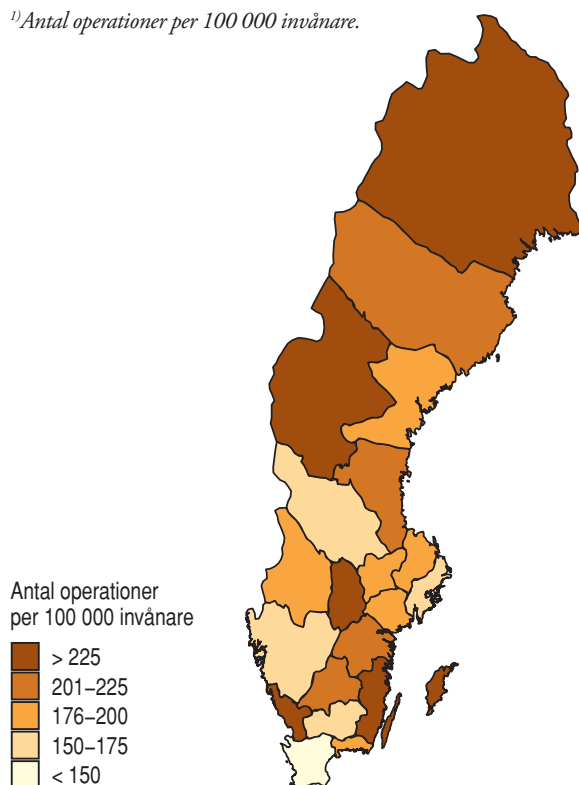 1)Antal operationer per 100 000 invånare.
Antal operationer
per 100 000 invånare
> 225
201–225
176–200
150–175
< 150